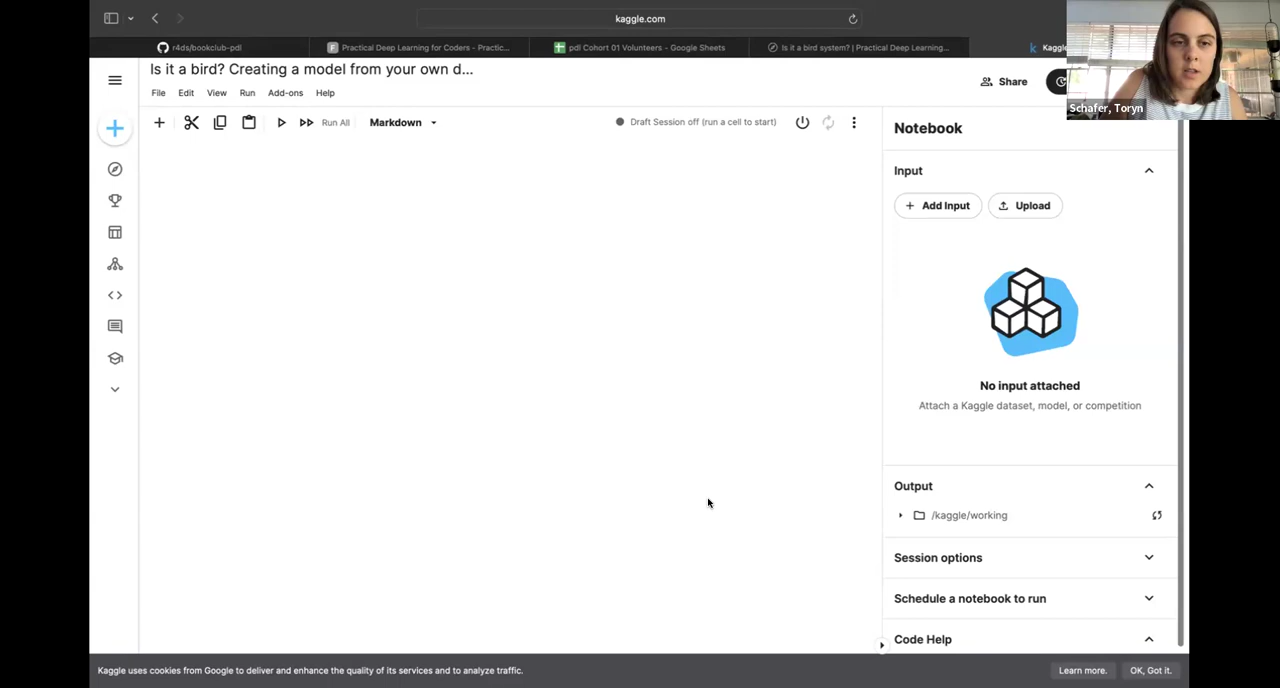 kaggle.com
r4ds/bookclub-pdl
Practical Deep Learning for Coders - Practic...
pdl Cohort 01 Volunteers - Google Sheets
Is it a bird system? | Practical Deep Learning...
Kaggle
Schafer, Toryn
Is it a bird? Creating a model from your own d...
Share
File Edit View Run Add-ons Help
Run All
Markdown
Draft Session off (run a cell to start)
Notebook
Input
Add Input
Upload
No input attached
Attach a Kaggle dataset, model, or competition
Output
/kaggle/working
Session options
Schedule a notebook to run
Code Help
Kaggle uses cookies from Google to deliver and enhance the quality of its services and to analyze traffic.
Learn more.
OK, Got it.